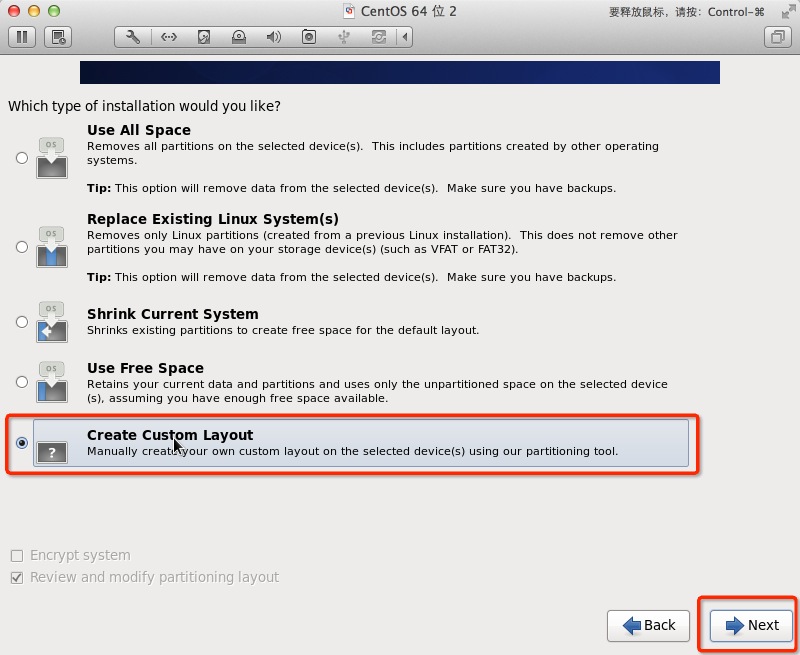 CentOS 64 位 2
要释放鼠标，请按：Control-⌘
Which type of installation would you like?
OS
Use All Space
Removes all partitions on the selected device(s).  This includes partitions created by other operating
systems.
Tip: This option will remove data from the selected device(s).  Make sure you have backups.
OS
Replace Existing Linux System(s)
Removes only Linux partitions (created from a previous Linux installation).  This does not remove other
partitions you may have on your storage device(s) (such as VFAT or FAT32).
Tip: This option will remove data from the selected device(s).  Make sure you have backups.
OS
Shrink Current System
Shrinks existing partitions to create free space for the default layout.
OS
Use Free Space
Retains your current data and partitions and uses only the unpartitioned space on the selected device
(s), assuming you have enough free space available.
?
Create Custom Layout
Manually create your own custom layout on the selected device(s) using our partitioning tool.
Encrypt system
Review and modify partitioning layout
Back
Next